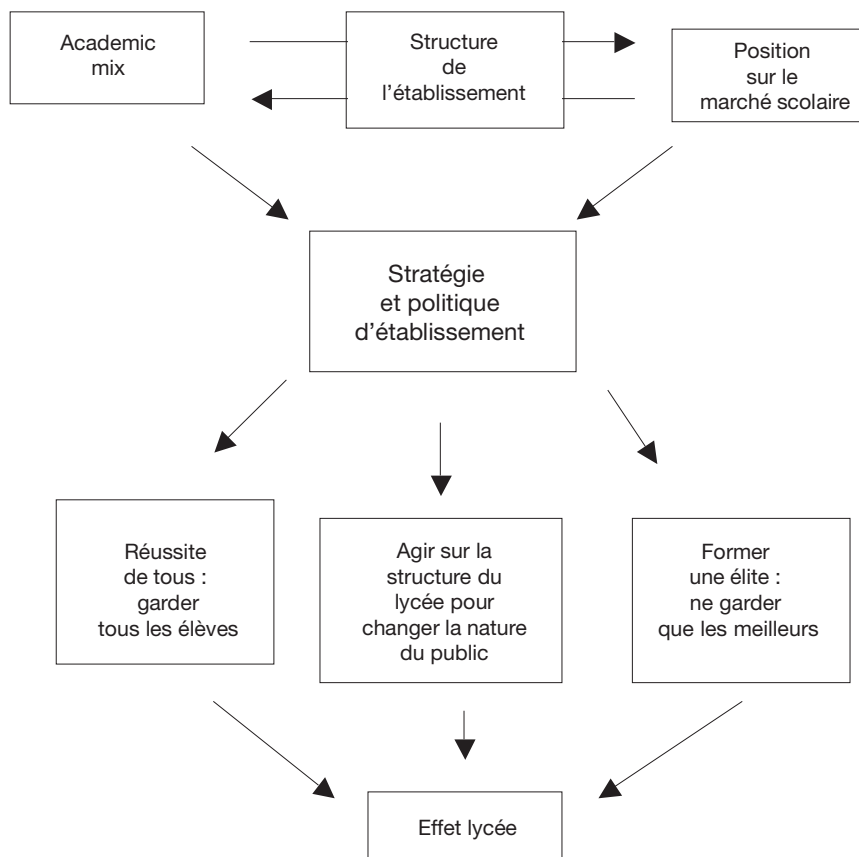 Academic
mix
Structure
de
l’établissement
Position
sur le
marché scolaire
Stratégie
et politique
d’établissement
Réussite
de tous :
garder
tous les élèves
Agir sur la
structure du
lycée pour
changer la nature
du public
Former
une élite :
ne garder
que les meilleurs
Effet lycée